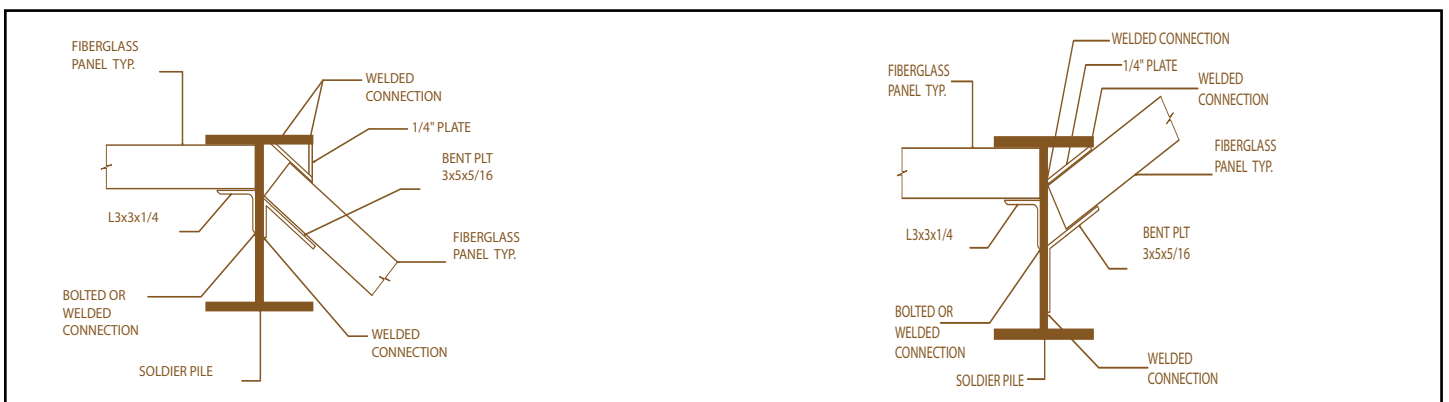 FIBERGLASS
PANEL TYP.
WELDED
CONNECTION
1/4" PLATE
BENT PLT
3x5x5/16
L3x3x1/4
FIBERGLASS
PANEL TYP.
BOLTED OR
WELDED
CONNECTION
WELDED
CONNECTION
SOLDIER PILE
WELDED CONNECTION
1/4" PLATE
FIBERGLASS
PANEL TYP.
WELDED
CONNECTION
FIBERGLASS
PANEL TYP.
L3x3x1/4
BENT PLT
3x5x5/16
BOLTED OR
WELDED
CONNECTION
WELDED
CONNECTION
SOLDIER PILE